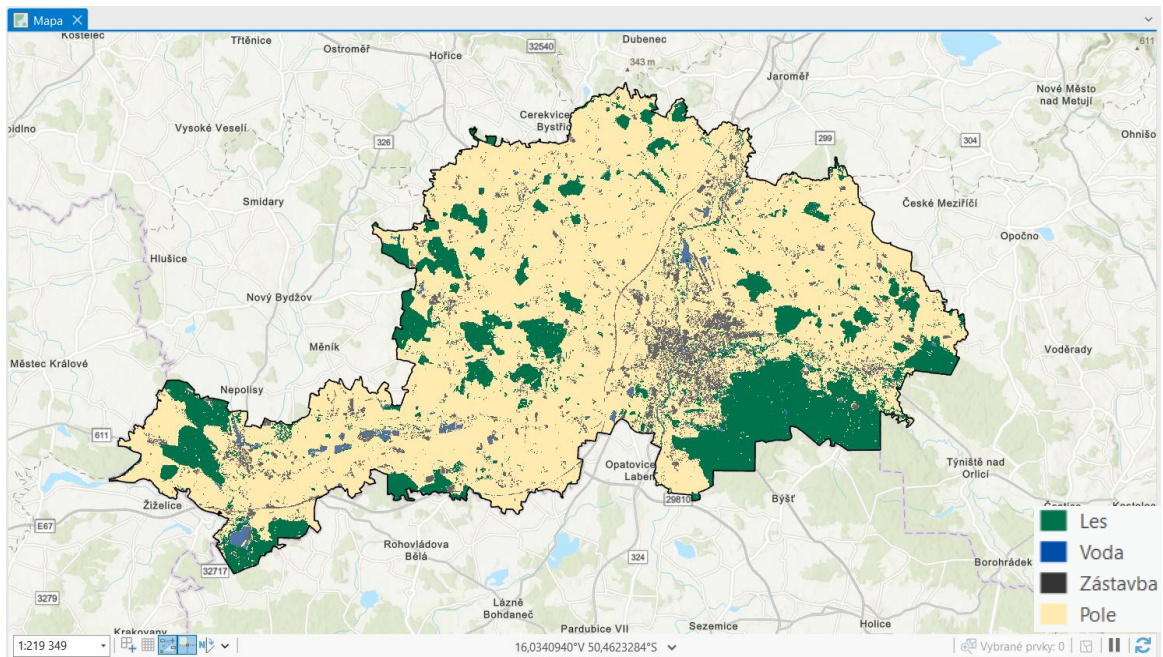 Mapa
Kostelec
Třtěnice
Ostroměř
Hořice
32540
Dubenec
343 m
611
Jaroměř
Nové Město
nad Metují
Cerekvice
Bystřic
Vysoké Veselí
326
299
304
Ohnišo
Smidary
České Meziříčí
Opočno
Hlušice
Nový Bydžov
Měník
Městec Králové
Voděrady
Nepolisy
611
Opatovice
Labem
Týniště nad
Orlicí
Žiželice
29810
Býšť
E67
Les
Rohovládova
Bělá
Voda
324
Borohrádek
32717
Zástavba
3279
Lázně
Bohdaneč
Pole
Pardubice VII
Sezemice
Holice
Krakovany
1:219 349
16,0340940°V 50,4623284°S
Vybrané prvky: 0